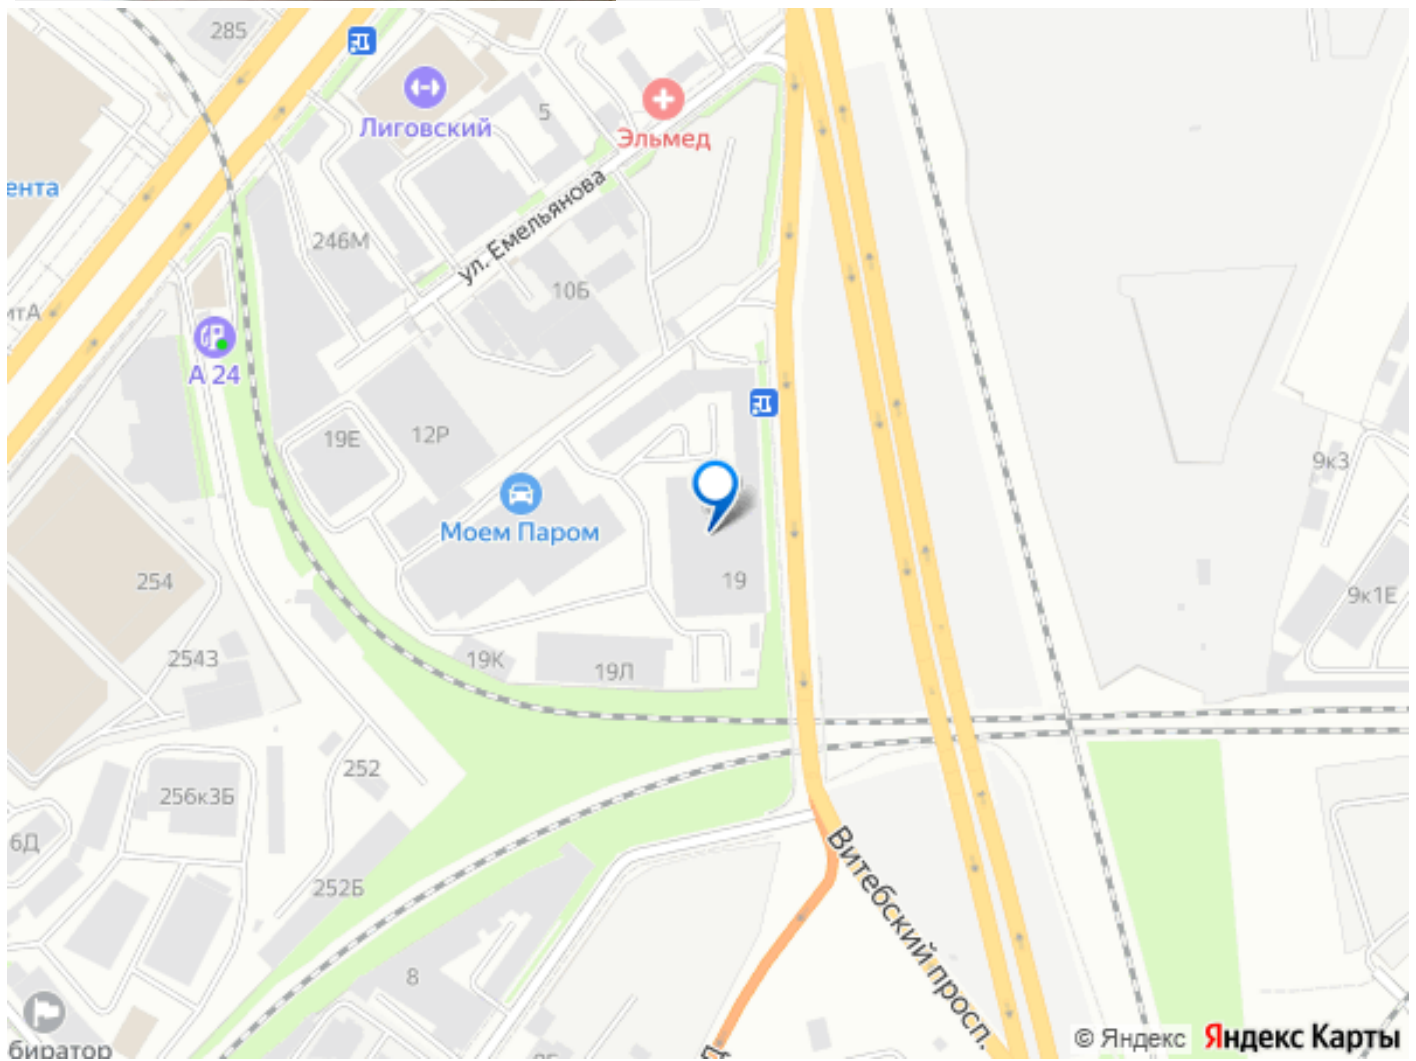 285
Лиговский
5
Эльмед
ента
ул. Емельянова
246М
10Б
итА
А 24
19Е
12Р
9к3
Моем Паром
254
19
9к1Е
2543
19К
19Л
252
256к3Б
6Д
252Б
Витебский просп.
8
биратор
© Яндекс
Яндекс Карты